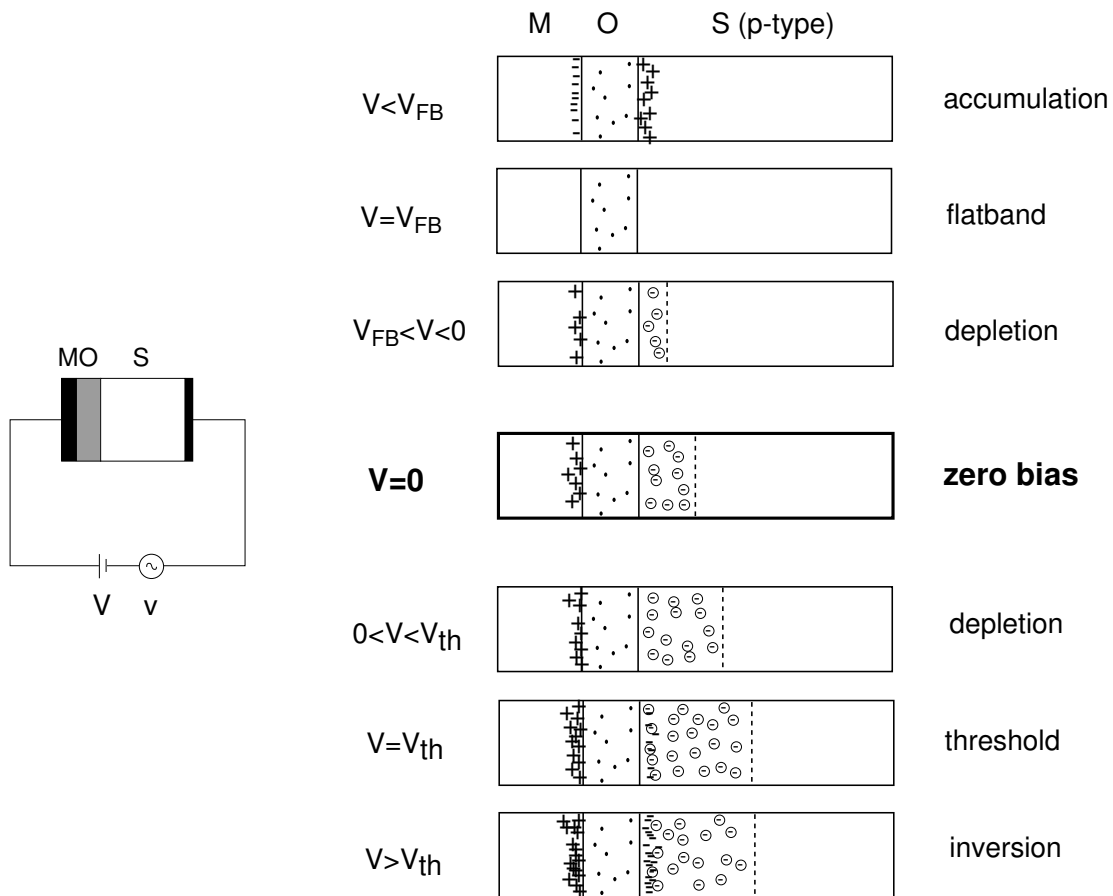 M O S (p-type)
V<V_FB accumulation
V=V_FB flatband
V_FB<V<0 depletion
MO S
V=0 zero bias
V v
0<V<V_th depletion
V=V_th threshold
V>V_th inversion